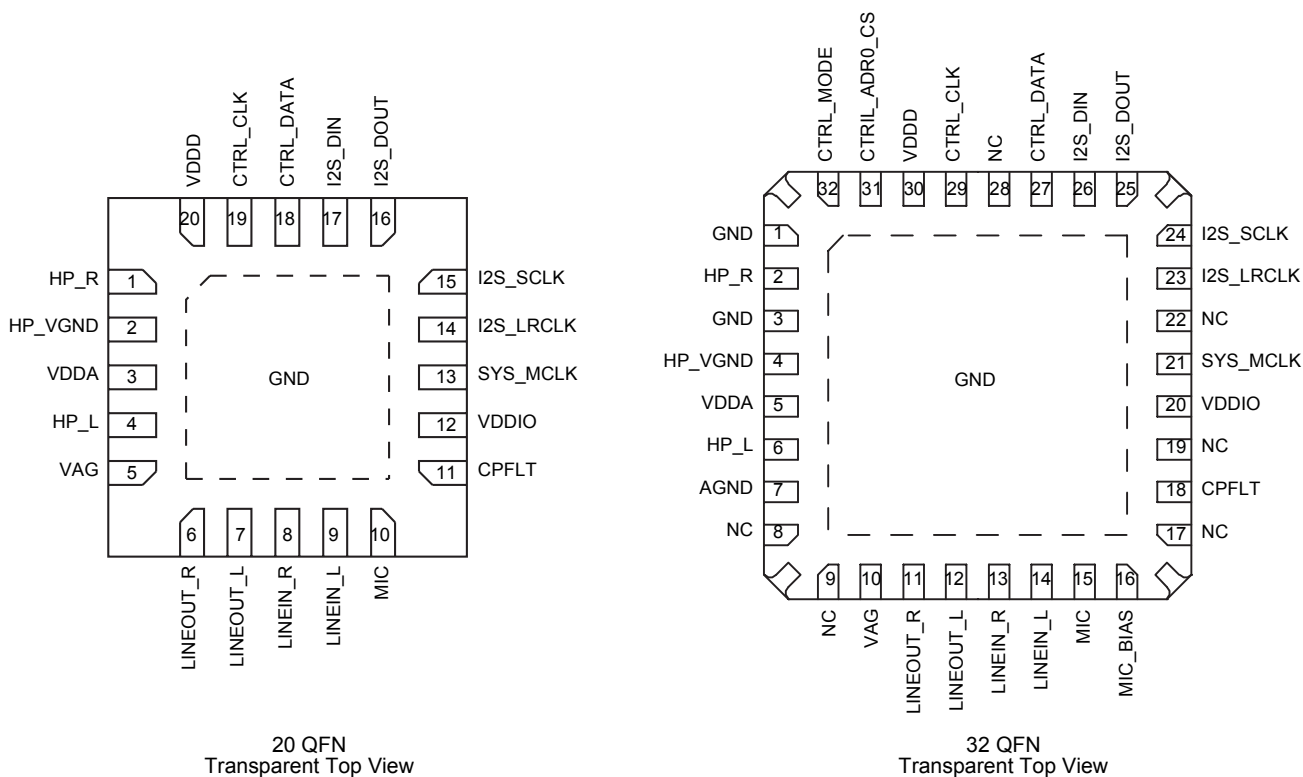 VDDD
CTRL_CLK
CTRL_DATA
I2S_DIN
I2S_DOUT
20
19
18
17
16
HP_R
1
HP_VGND
2
VDDA
3
HP_L
4
VAG
5
GND
15
I2S_SCLK
14
I2S_LRCLK
13
SYS_MCLK
12
VDDIO
11
CPFLT
6
7
8
9
10
LINEOUT_R
LINEOUT_L
LINEIN_R
LINEIN_L
MIC
20 QFN
Transparent Top View
CTRL_MODE
CTRIL_ADR0_CS
VDDD
CTRL_CLK
NC
CTRL_DATA
I2S_DIN
I2S_DOUT
32
31
30
29
28
27
26
25
GND
1
HP_R
2
GND
3
HP_VGND
4
VDDA
5
HP_L
6
AGND
7
NC
8
GND
24
I2S_SCLK
23
I2S_LRCLK
22
NC
21
SYS_MCLK
20
VDDIO
19
NC
18
CPFLT
17
NC
9
10
11
12
13
14
15
16
NC
VAG
LINEOUT_R
LINEOUT_L
LINEIN_R
LINEIN_L
MIC
MIC_BIAS
32 QFN
Transparent Top View